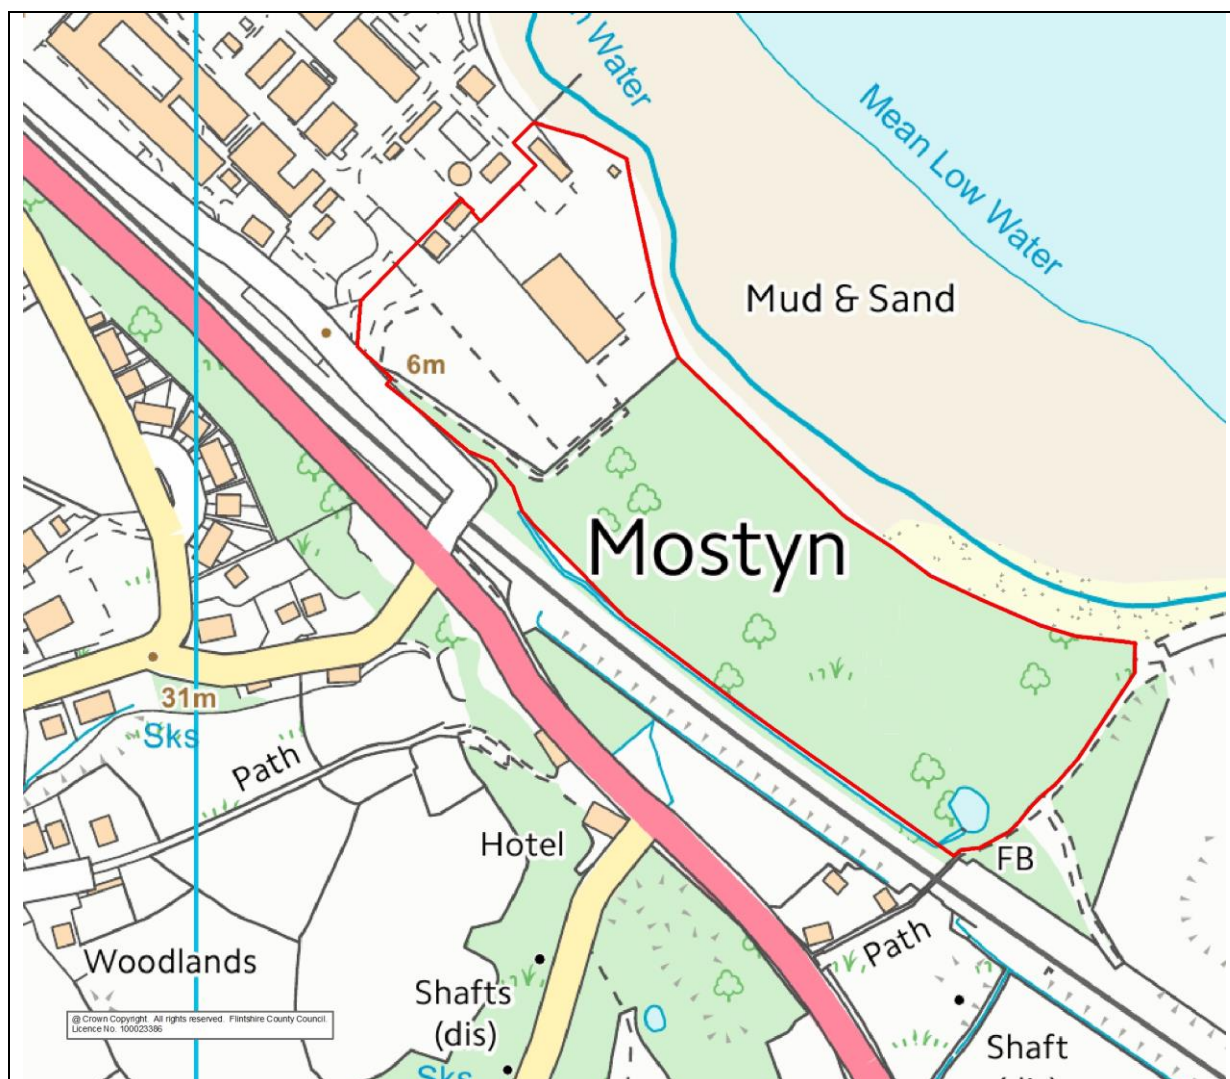 n Water
Mean Low Water
Mud & Sand
6m
Mostyn
31m
Sks
Path
Hotel
FB
Path
Woodlands
Shafts
(dis)
Shaft
@ Crown Copyright. All rights reserved. Flintshire County Council.
Licence No. 100023386
Sks